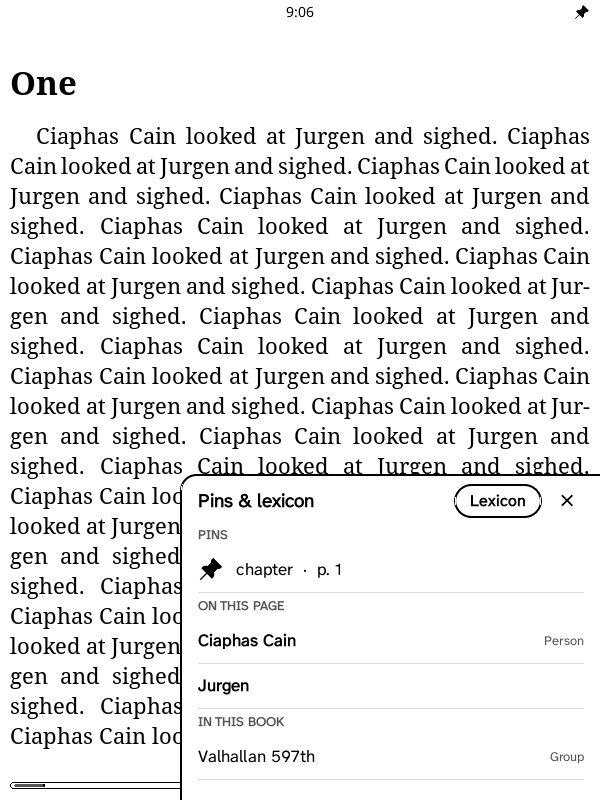 9:06
One
Ciaphas Cain looked at Jurgen and sighed. Ciaphas
Cain looked at Jurgen and sighed. Ciaphas Cain looked at
Jurgen and sighed. Ciaphas Cain looked at Jurgen and
sighed. Ciaphas Cain looked at Jurgen and sighed.
Ciaphas Cain looked at Jurgen and sighed. Ciaphas Cain
looked at Jurgen and sighed. Ciaphas Cain looked at Jur-
gen and sighed. Ciaphas Cain looked at Jurgen and
sighed. Ciaphas Cain looked at Jurgen and sighed.
Ciaphas Cain looked at Jurgen and sighed. Ciaphas Cain
looked at Jurgen and sighed. Ciaphas Cain looked at Jur-
gen and sighed. Ciaphas Cain looked at Jurgen and
sighed. Ciaphas Cain looked at Jurgen and sighed.
Ciaphas Cain loo
looked at Jurgen
gen and sighed
sighed. Ciaphas
Ciaphas Cain loo
looked at Jurgen
gen and sighed
sighed. Ciaphas
Ciaphas Cain loo
Pins & lexicon
Lexicon
PINS
chapter · p. 1
ON THIS PAGE
Ciaphas Cain Person
Jurgen
IN THIS BOOK
Valhallan 597th Group